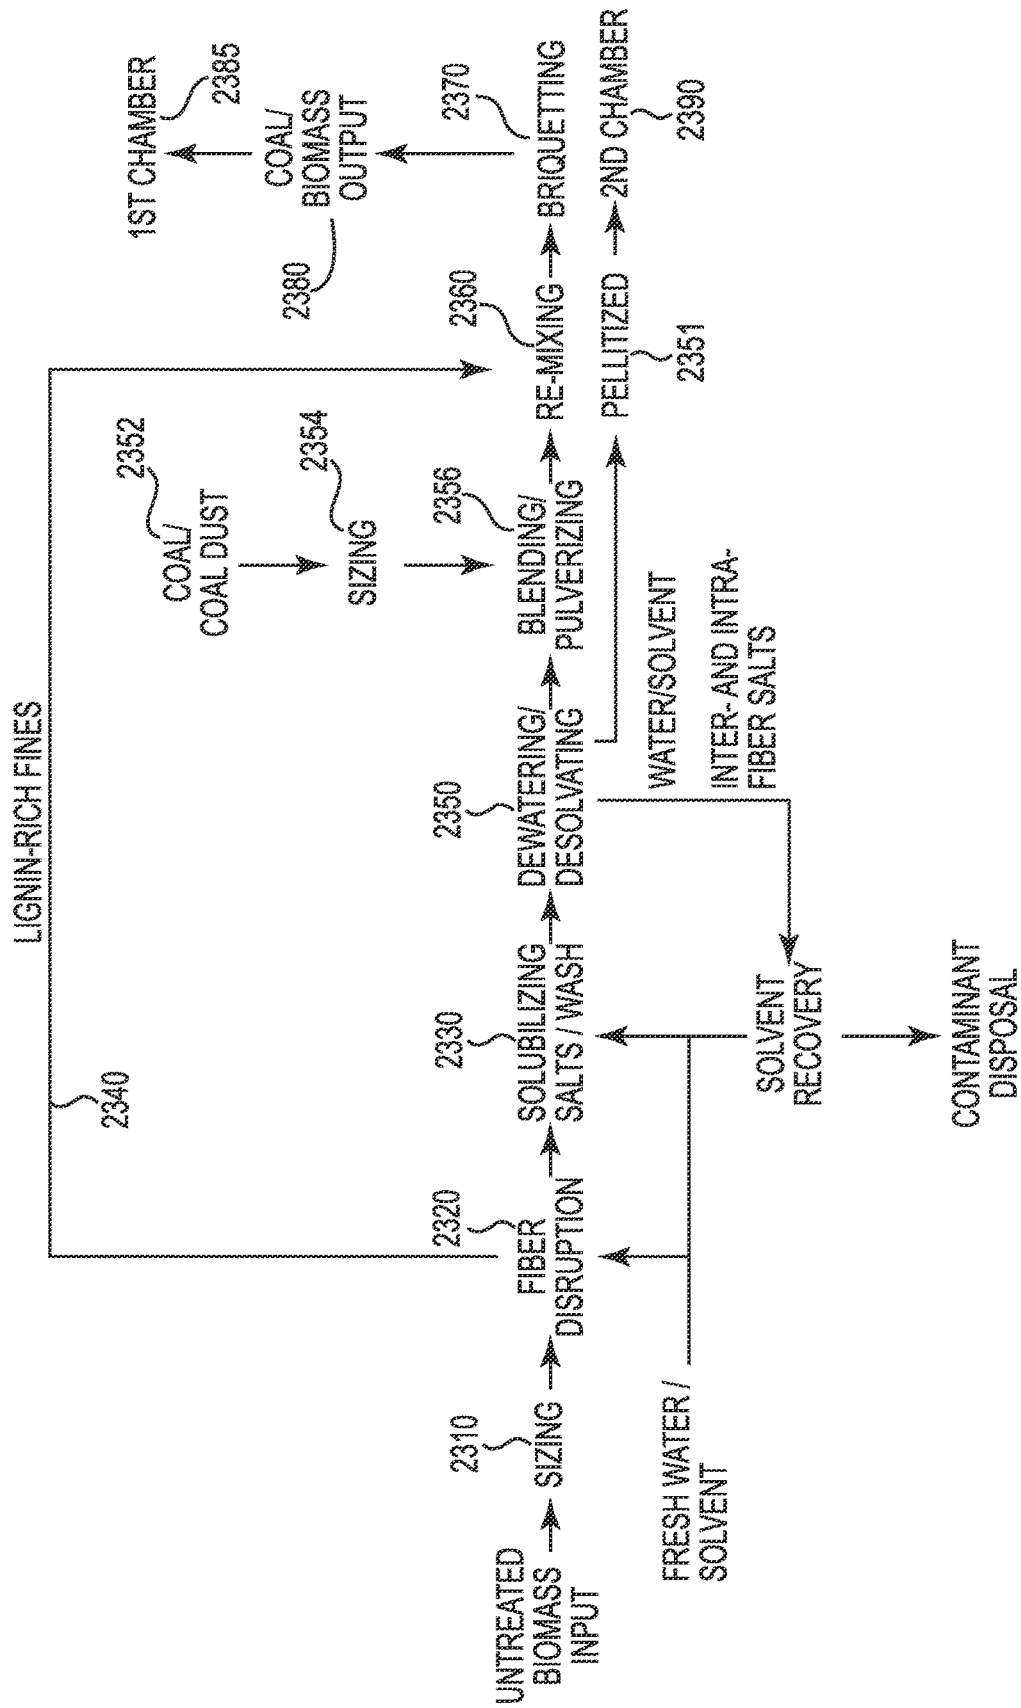 LIGNIN-RICH FINES
2340
1ST CHAMBER
2385
COAL/
BIOMASS
OUTPUT
2380
COAL/
COAL DUST
2352
SIZING
2354
UNTREATED
BIOMASS
INPUT
2310
SIZING
2320
FIBER
DISRUPTION
2330
SOLUBIZING
SALTS / WASH
2350
DEWATERING/
DESOLVATING
2356
BLENDING/
PULVERIZING
2360
RE-MIXING
2370
BRIQUETTING
PELLITIZED
2351
2ND CHAMBER
2390
FRESH WATER /
SOLVENT
WATER/SOLVENT
INTER- AND INTRA-
FIBER SALTS
SOLVENT
RECOVERY
CONTAMINANT
DISPOSAL